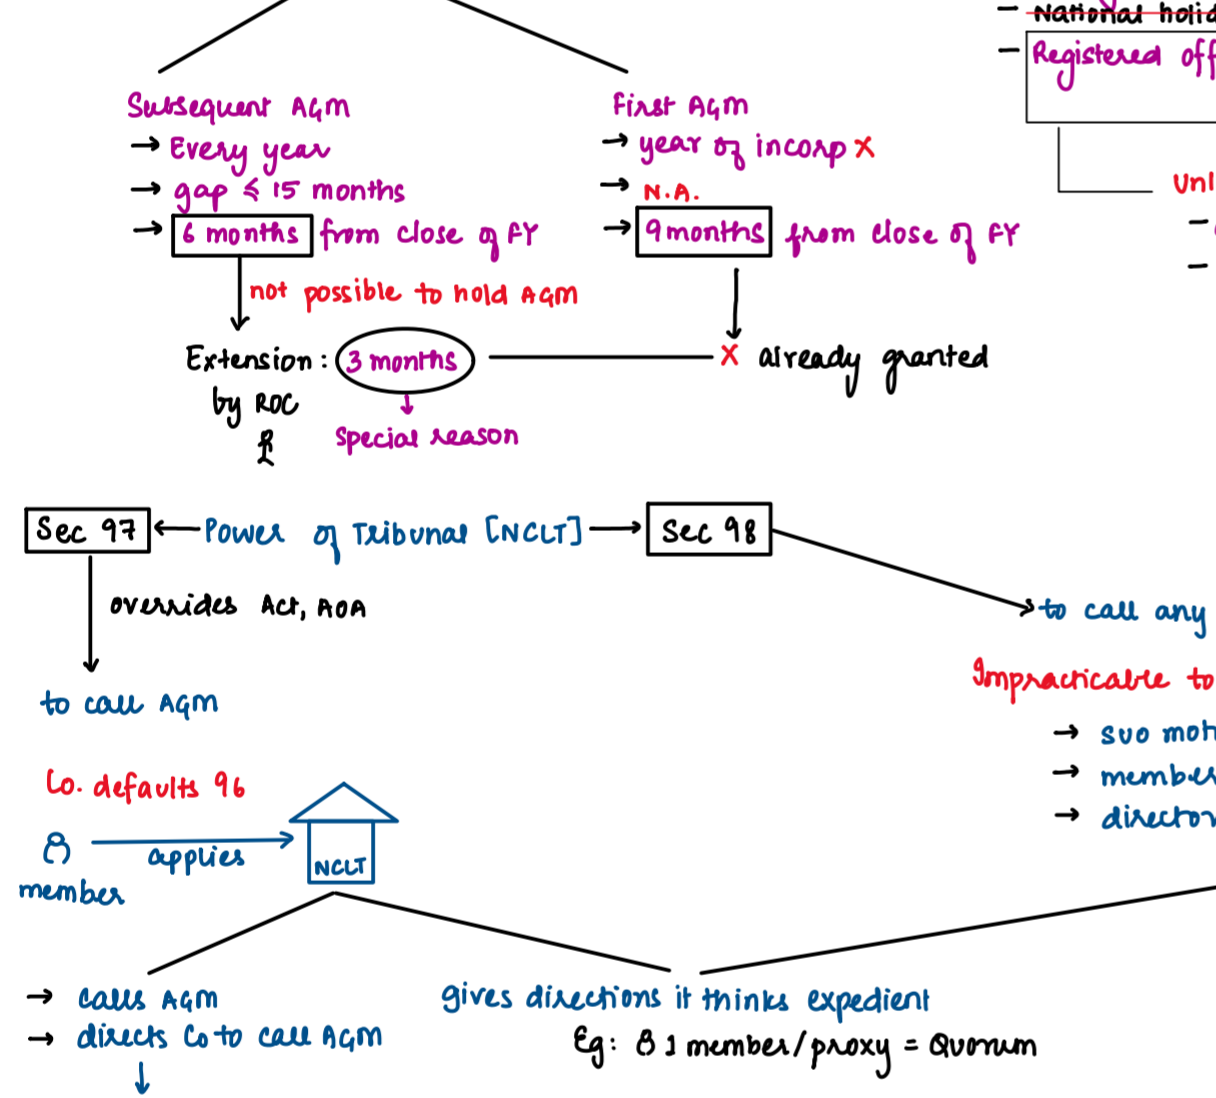 National holid
Registered off
Subsequent AGM
→ Every year
→ gap ≤ 15 months
→ 6 months from close of FY
not possible to hold AGM
Extension : 3 months
by ROC
Special reason
First AGM
→ year of incorp X
→ N.A.
→ 9 months from close of FY
X already granted
Unl
Sec 97 ← Power of Tribunal [NCLT] → Sec 98
overrides Act, AOA
to call AGM
to call any
Impracticable to
→ suo mot
→ member
→ director
Co. defaults 96
applies
member
NCLT
→ calls AGM
→ directs Co to call AGM
gives directions it thinks expedient
Eg: 1 member/proxy = Quorum